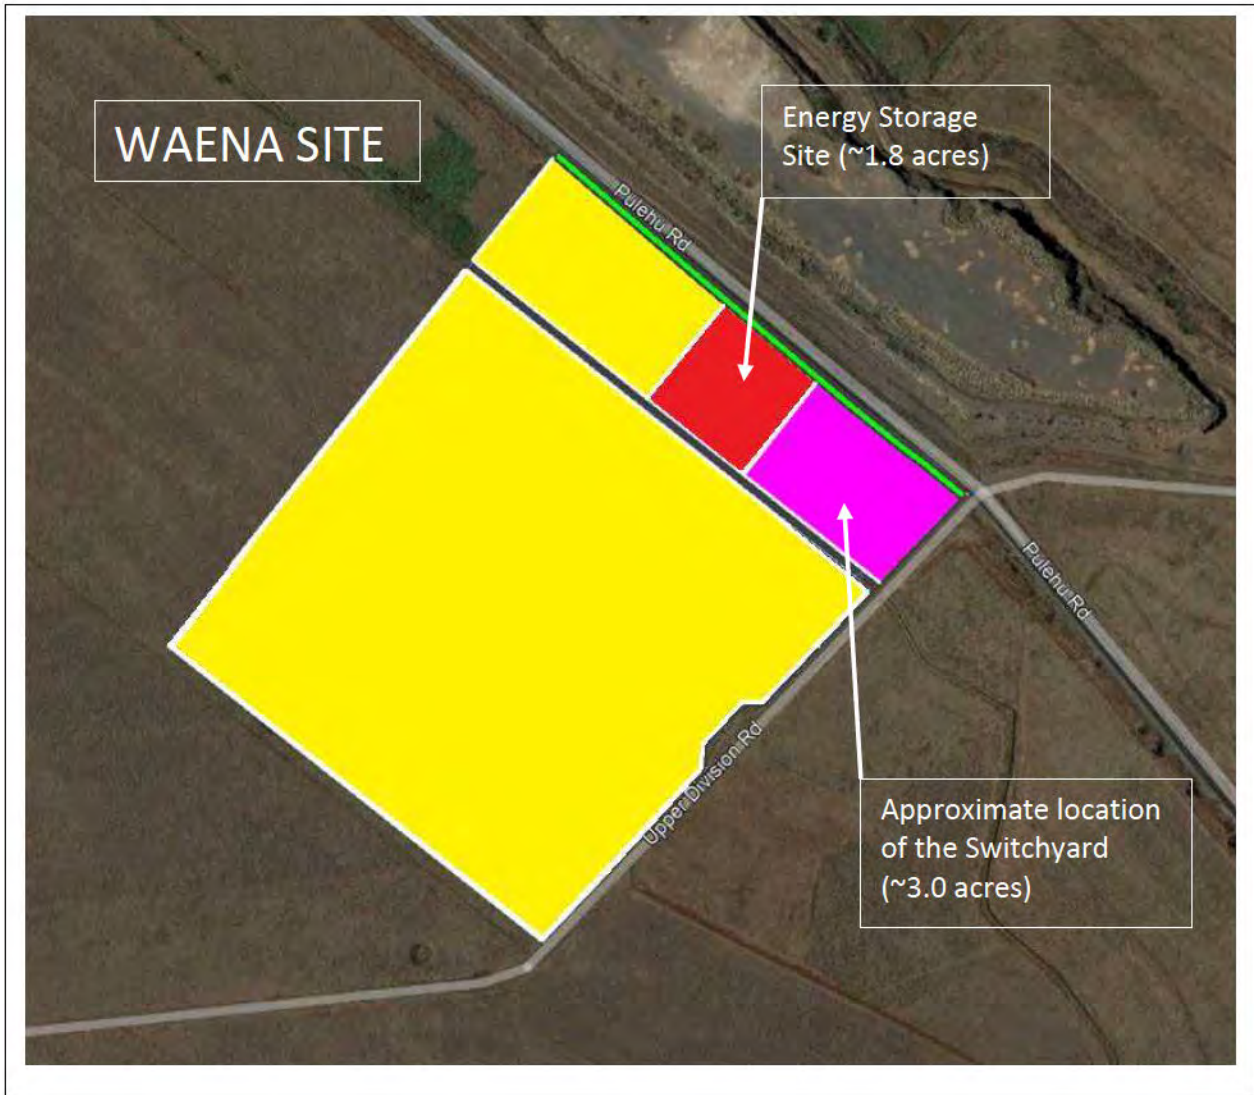 WAENA SITE
Energy Storage
Site (~1.8 acres)
Pulehu Rd
Pulehu Rd
Upper Division Rd
Approximate location
of the Switchyard
(~3.0 acres)